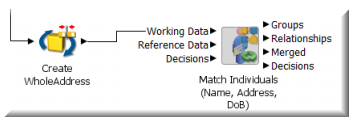 Working Data
Reference Data
Decisions
Groups
Relationships
Merged
Decisions
Create
WholeAddress
Match Individuals
(Name, Address,
DoB)